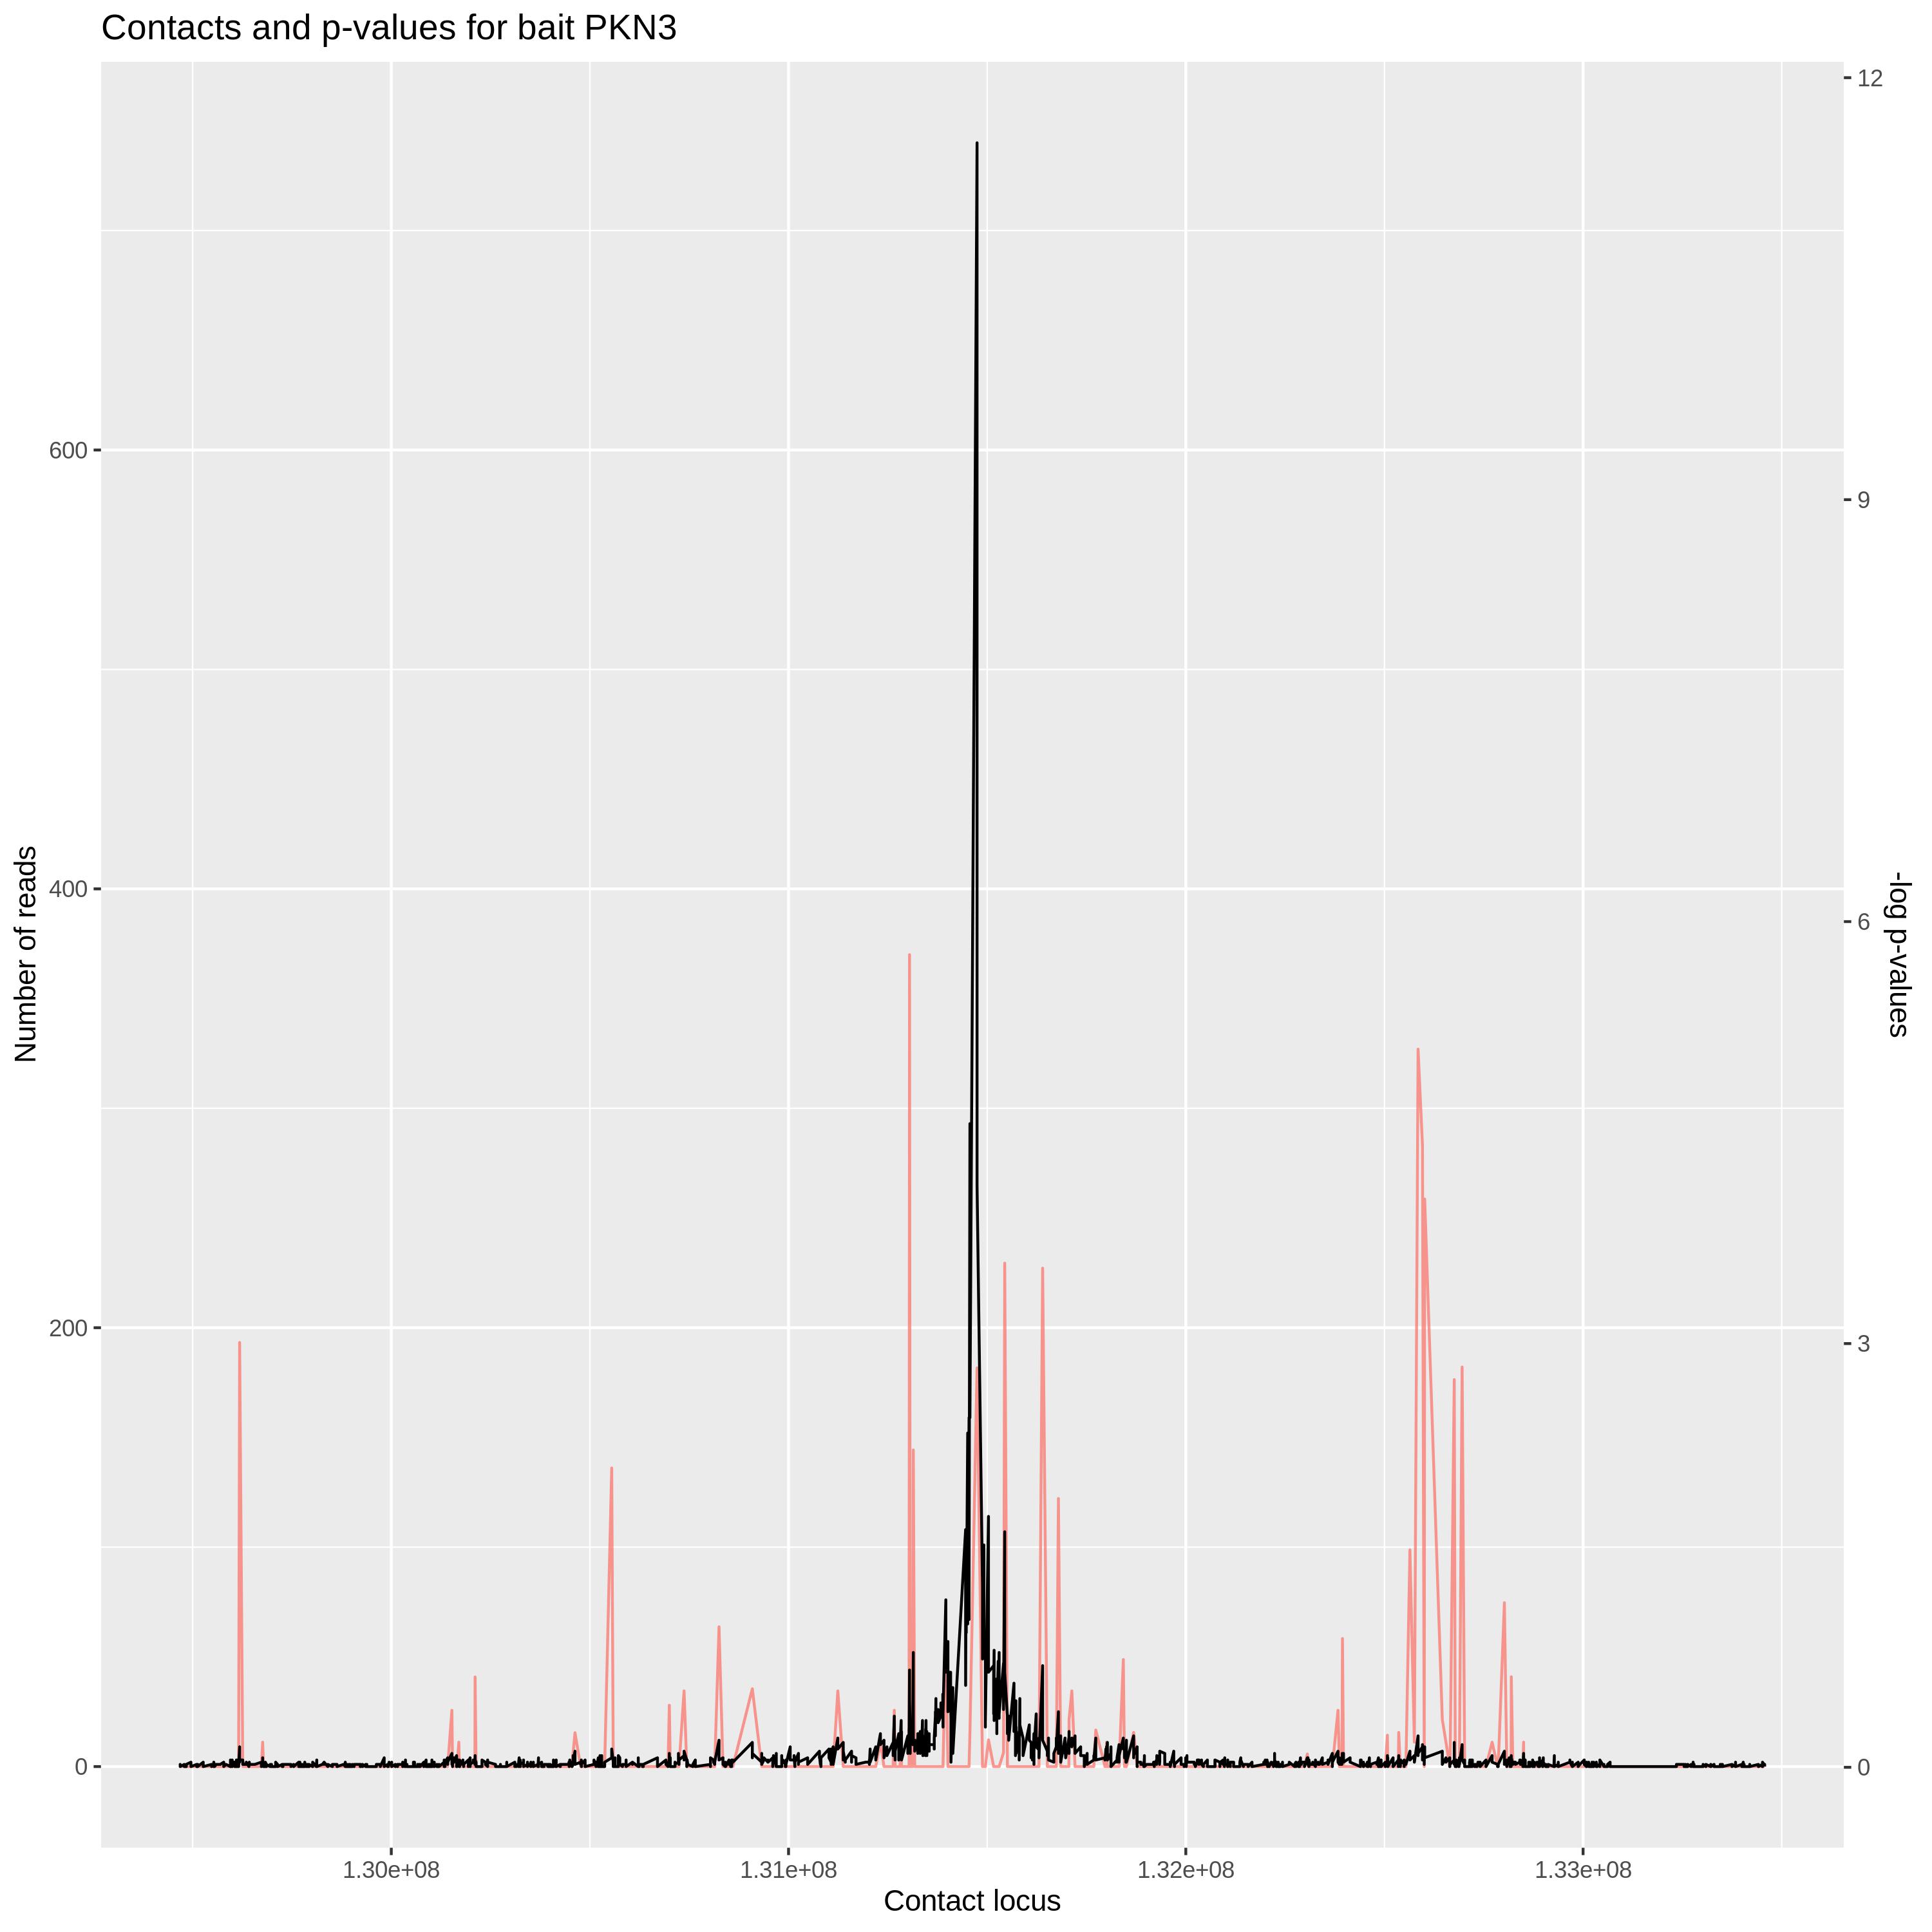 Contacts and p-values for bait PKN3
Number of reads
600
400
200
0
12
9
6
3
0
-log p-values
1.30e+08
1.31e+08
1.32e+08
1.33e+08
Contact locus